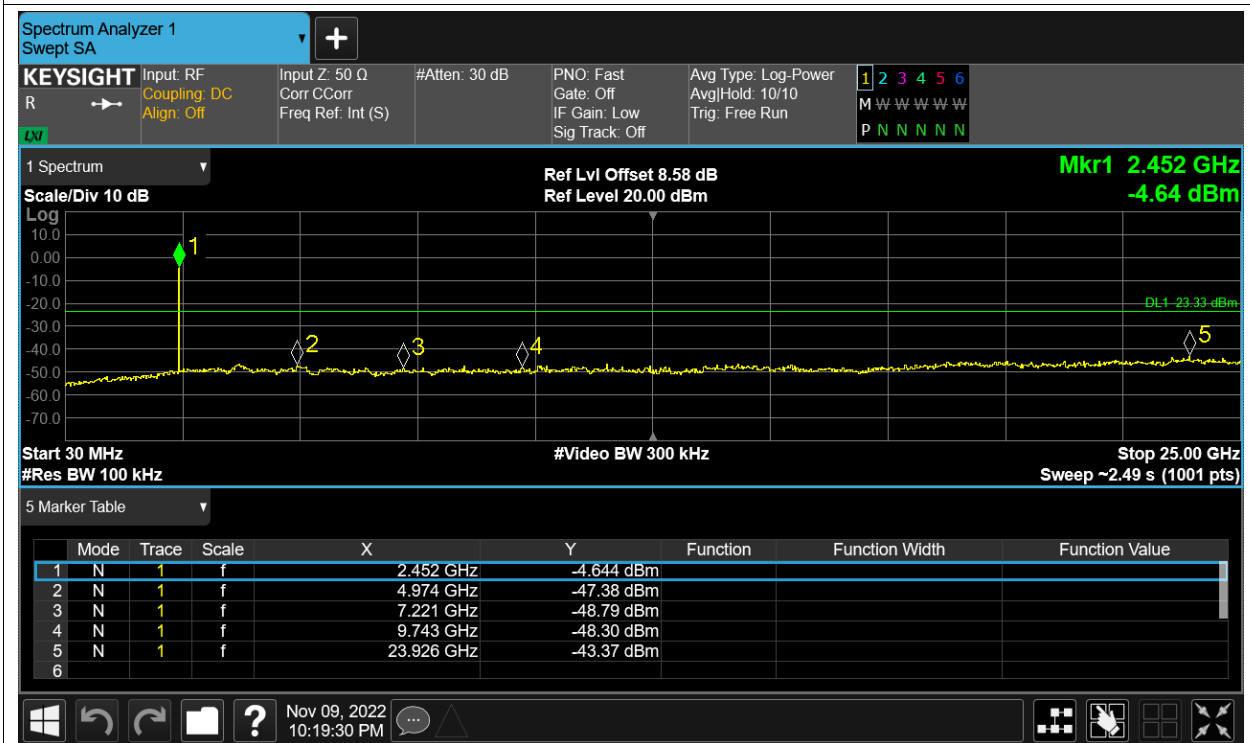 Spectrum Analyzer 1
Swept SA
+
KEYSIGHT Input: RF Input Z: 50 Ω #Atten: 30 dB PNO: Fast Avg Type: Log-Power 1 2 3 4 5 6
R Coupling: DC Corr CCorr Gate: Off Avg|Hold: 10/10 M W W W W W W
Align: Off Freq Ref: Int (S) IF Gain: Low Trig: Free Run
LXI Sig Track: Off P N N N N N N
1 Spectrum
Ref Lvl Offset 8.58 dB
Mkr1 2.452 GHz
Scale/Div 10 dB Ref Level 20.00 dBm -4.64 dBm
Log
10.0
1
0.00
-10.0
-20.0
DL1 -23.33 dBm
-30.0
2 3 4 5
-40.0
-50.0
-60.0
-70.0
Start 30 MHz #Video BW 300 kHz Stop 25.00 GHz
#Res BW 100 kHz Sweep ~2.49 s (1001 pts)
5 Marker Table
Mode Trace Scale X Y Function Function Width Function Value
1 N 1 f 2.452 GHz -4.644 dBm
2 N 1 f 4.974 GHz -47.38 dBm
3 N 1 f 7.221 GHz -48.79 dBm
4 N 1 f 9.743 GHz -48.30 dBm
5 N 1 f 23.926 GHz -43.37 dBm
6
? Nov 09, 2022
10:19:30 PM